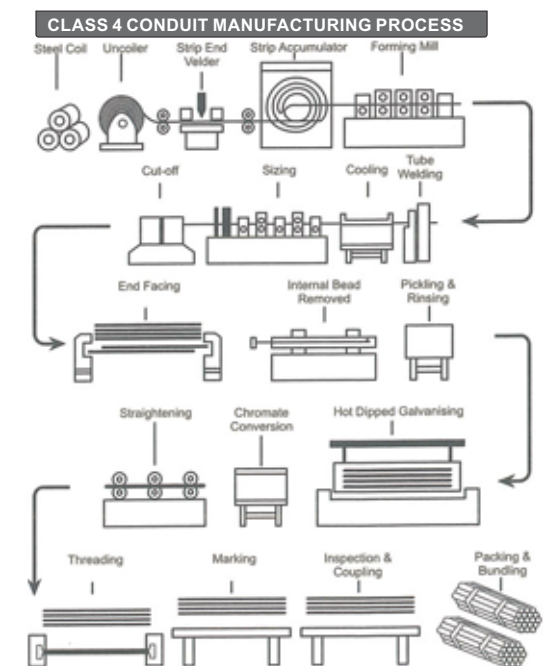 CLASS 4 CONDUIT MANUFACTURING PROCESS
Steel Coil
Uncoiler
Strip End
Velder
Strip Accumulator
Forming Mill
Cut-off
Sizing
Cooling
Tube
Welding
End Facing
Internal Bead
Removed
Pickling &
Rinsing
Straightening
Chromate
Conversion
Hot Dipped Galvanising
Threading
Marking
Inspection &
Coupling
Packing &
Bundling